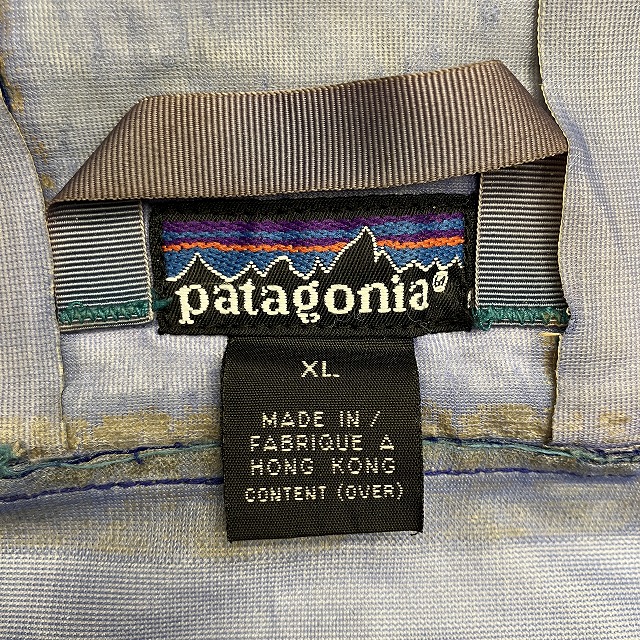 patagonia®
XL
MADE IN /
FABRIQUE A
HONG KONG
CONTENT (OVER)